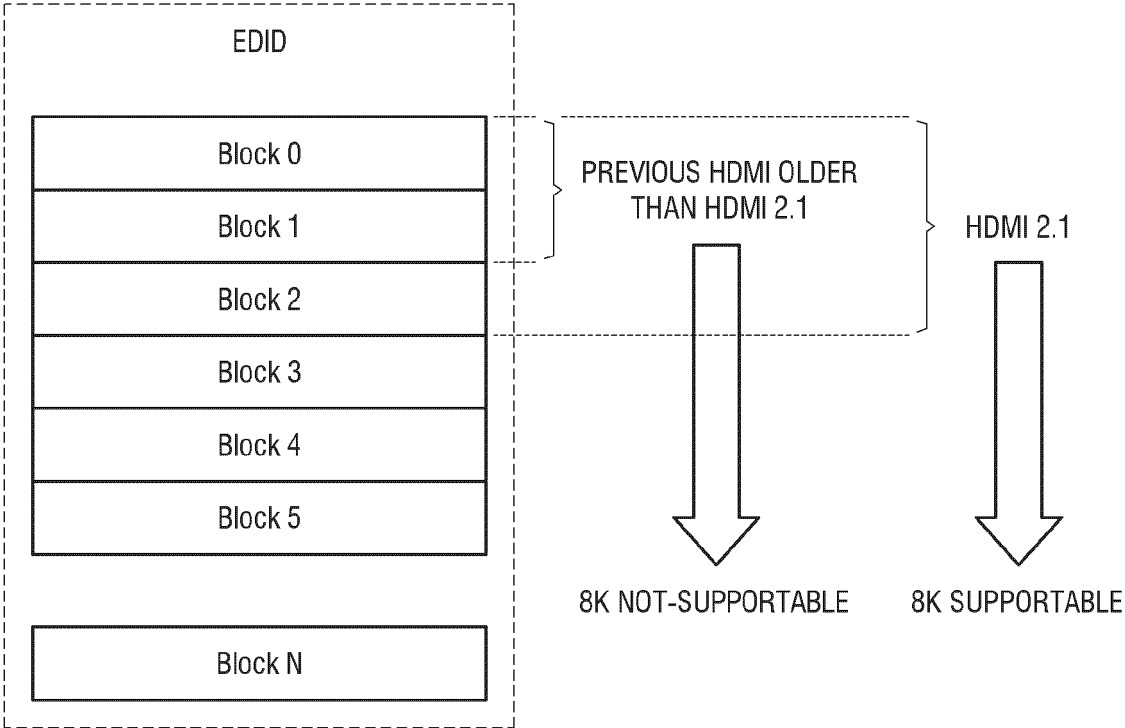 EDID
Block 0
Block 1
Block 2
Block 3
Block 4
Block 5
Block N
PREVIOUS HDMI OLDER
THAN HDMI 2.1
HDMI 2.1
8K NOT-SUPPORTABLE
8K SUPPORTABLE